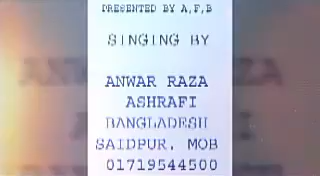 PRESENTED BY A,F,B
SINGING BY
ANWAR RAZA
ASHRAFI
BANGLADESH
SAIDPUR, MOB
01719544500